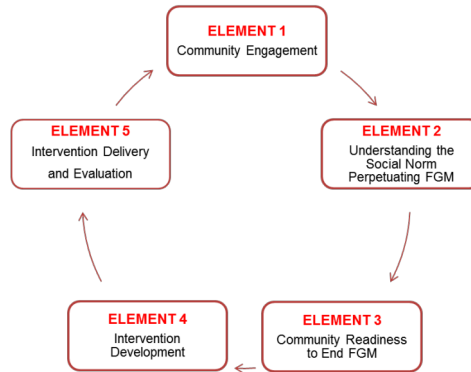 ELEMENT 1
Community Engagement
ELEMENT 2
Understanding the
Social Norm
Perpetuating FGM
ELEMENT 3
Community Readiness
to End FGM
ELEMENT 4
Intervention
Development
ELEMENT 5
Intervention Delivery
and Evaluation